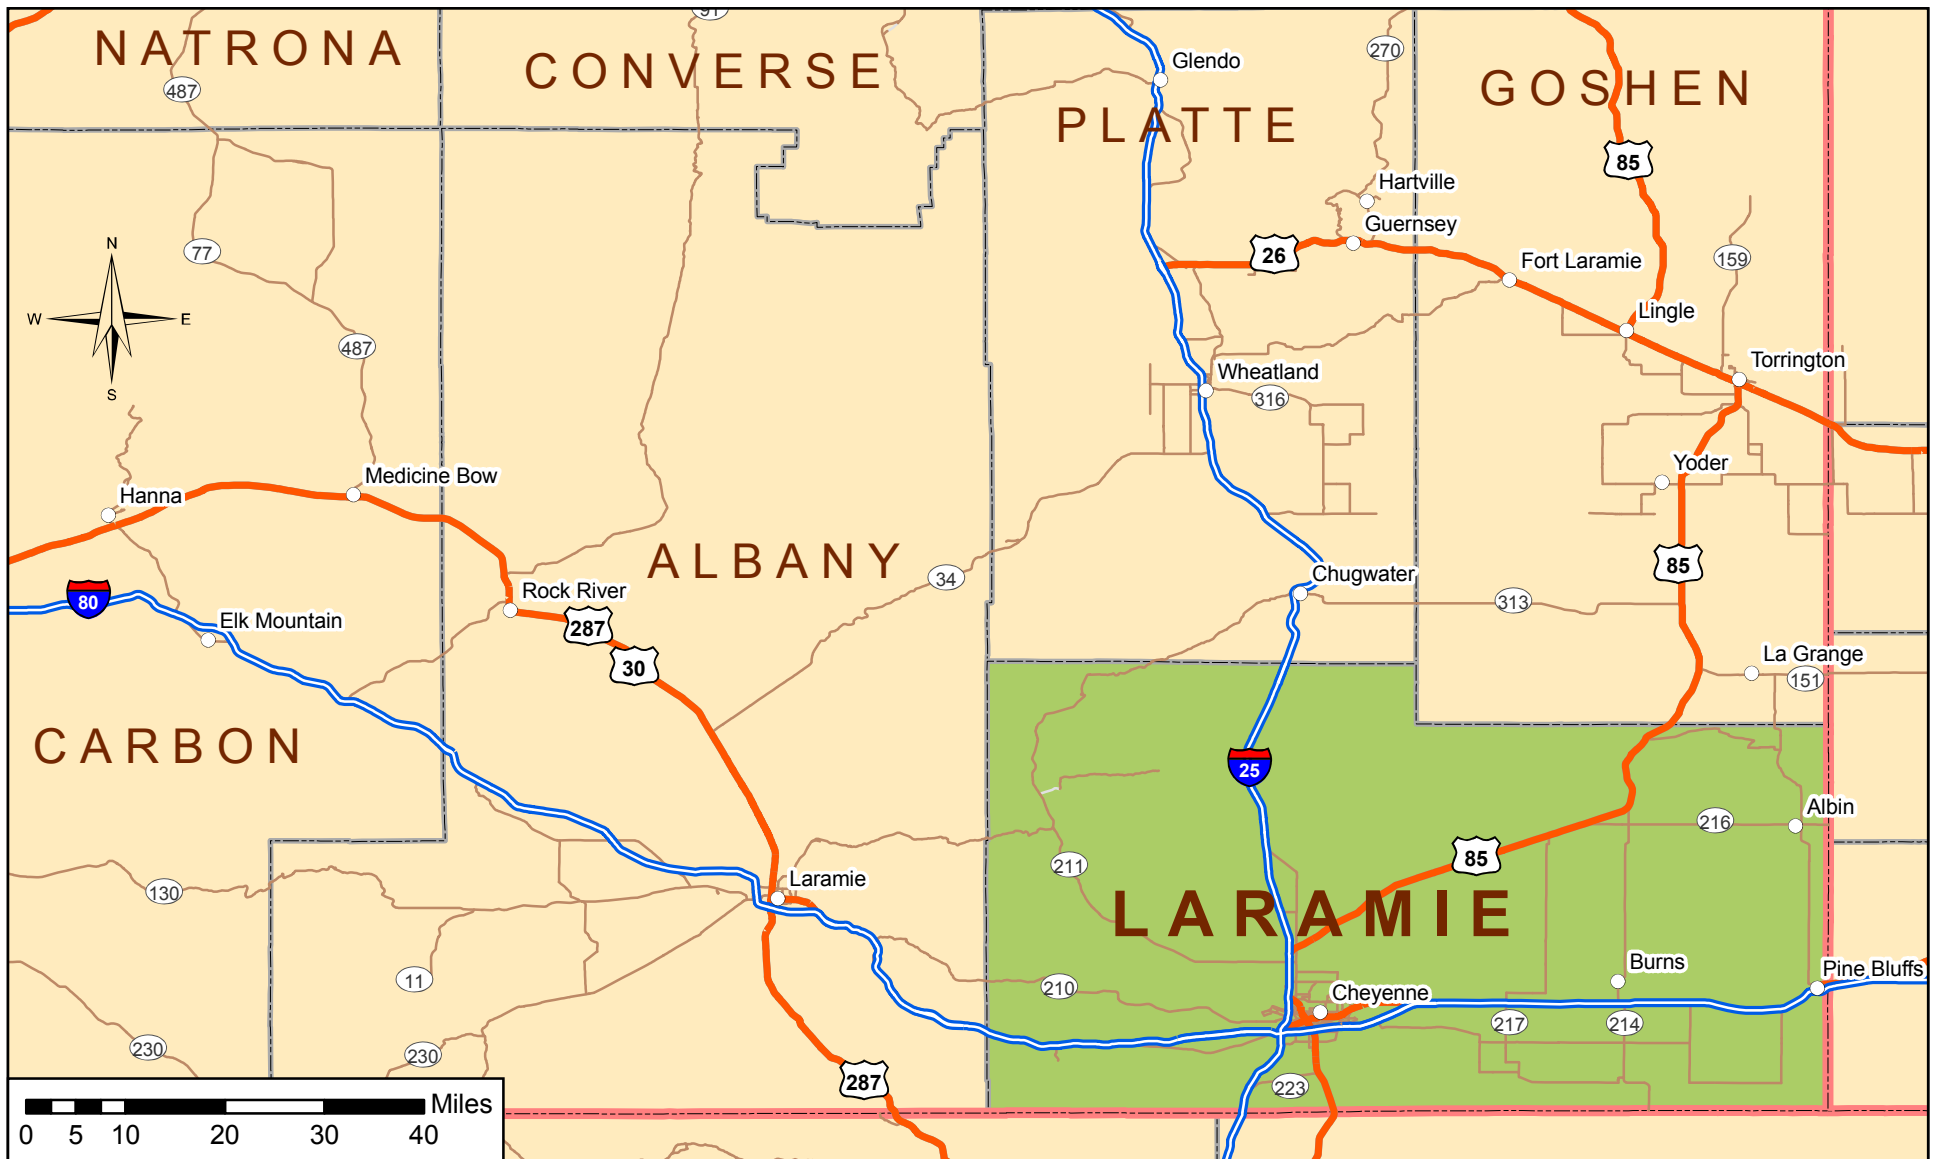 91
NATRONA
CONVERSE
270
Glendo
GOSHEN
487
PLATTE
85
Hartville
Guernsey
77
26
Fort Laramie
159
N
W
E
S
Lingle
487
Torrington
Wheatland
316
Medicine Bow
Yoder
Hanna
ALBANY
85
34
Chugwater
80
Rock River
313
Elk Mountain
287
30
La Grange
151
CARBON
25
Albin
216
85
211
Laramie
130
LARAMIE
Burns
Pine Bluffs
11
210
Cheyenne
217
214
230
230
287
223
Miles
0 5 10 20 30 40